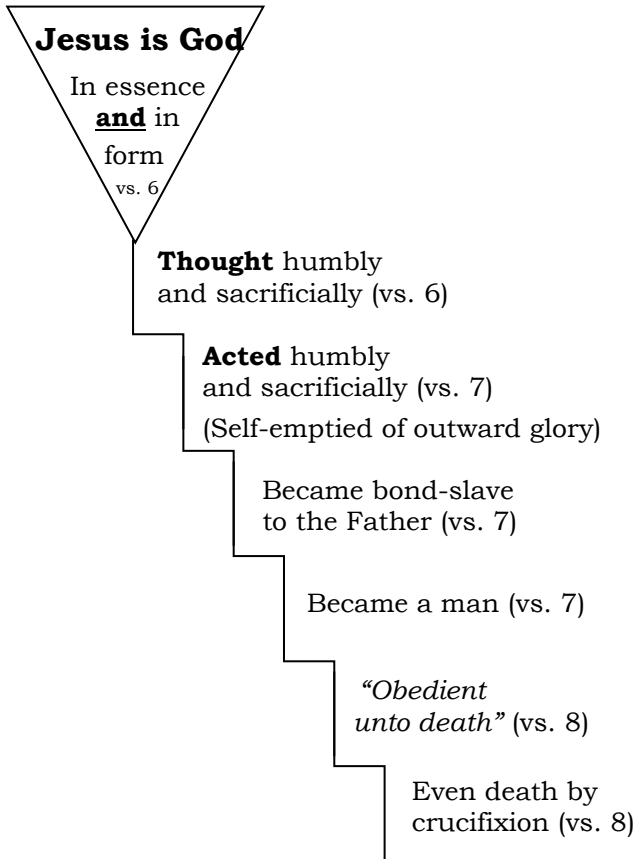 Jesus is God
In essence
and in
form
vs. 6
Thought humbly
and sacrificially (vs. 6)
Acted humbly
and sacrificially (vs. 7)
(Self-emptied of outward glory)
Became bond-slave
to the Father (vs. 7)
Became a man (vs. 7)
“Obedient
unto death” (vs. 8)
Even death by
crucifixion (vs. 8)